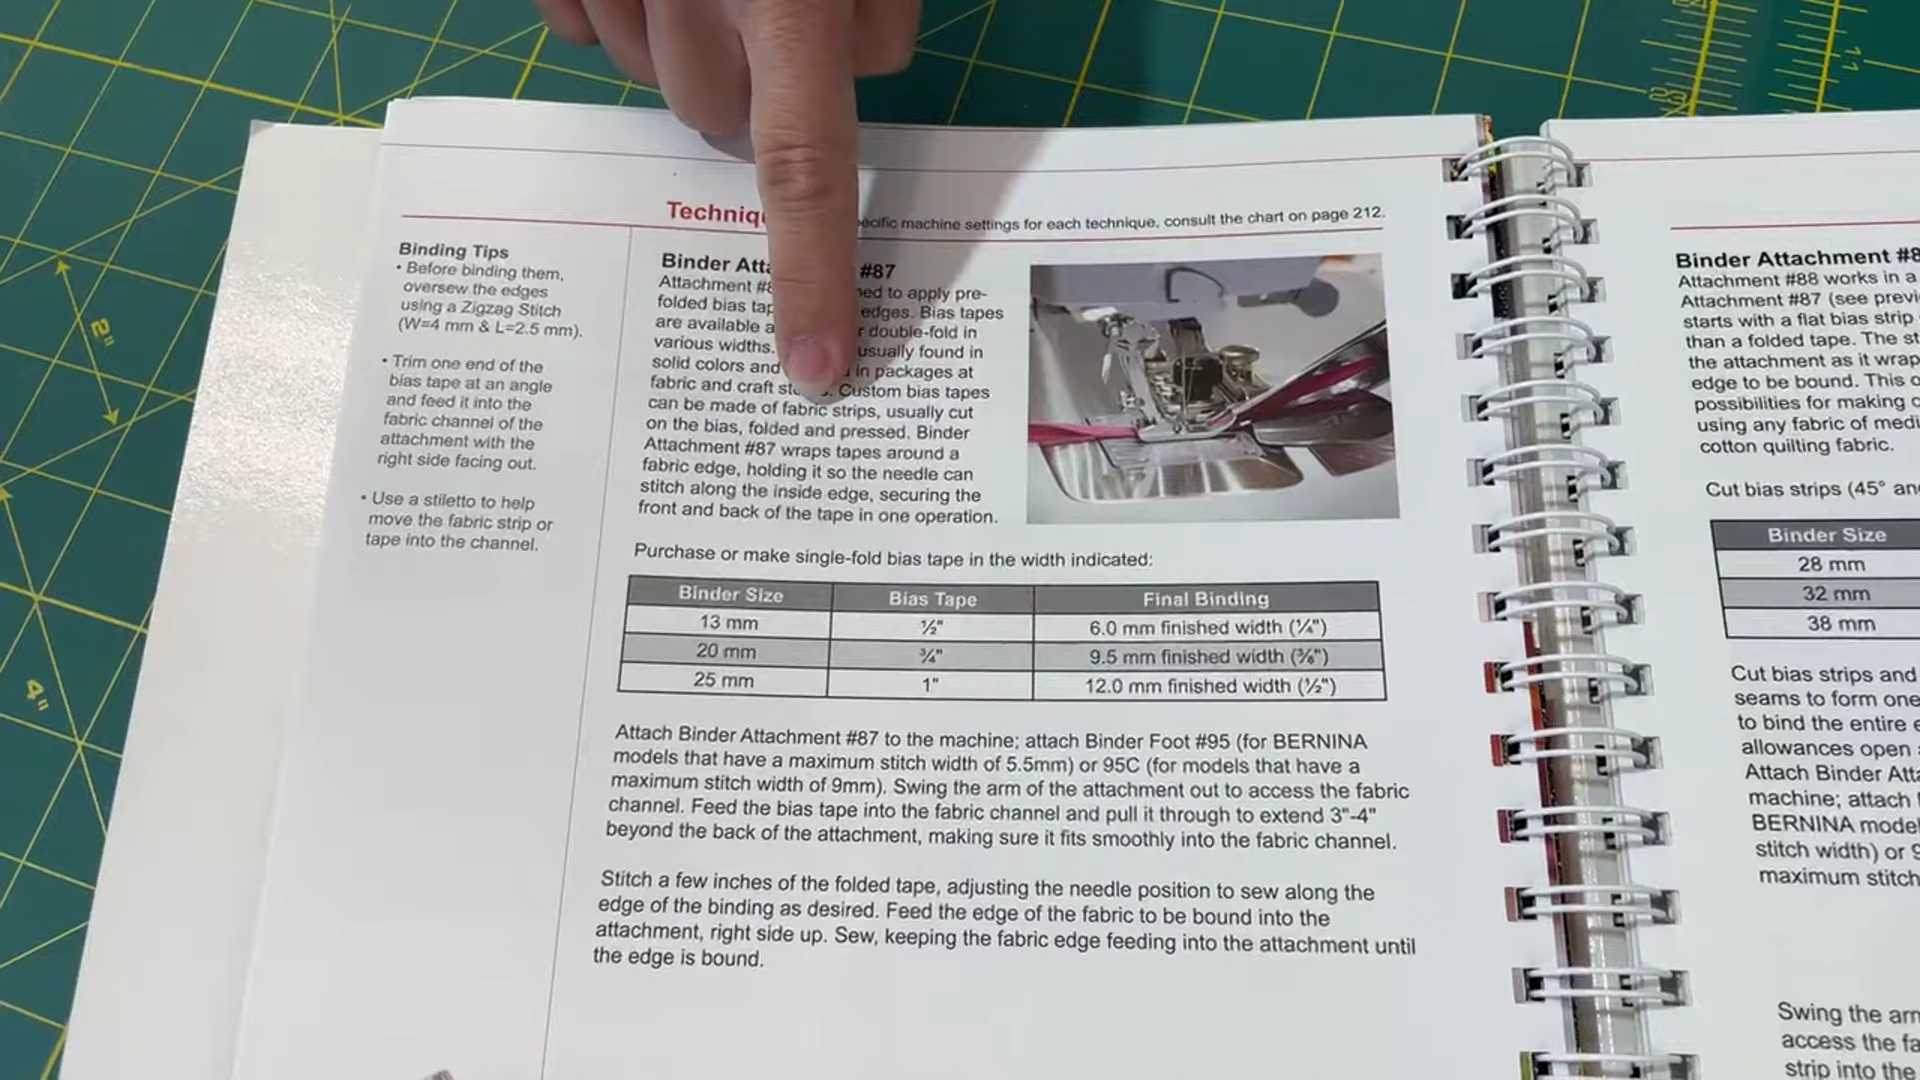 Techniq
ecific machine settings for each technique, consult the chart on page 212.
Binding Tips
• Before binding them,
oversew the edges
using a Zigzag Stitch
(W=4 mm & L=2.5 mm).
• Trim one end of the
bias tape at an angle
and feed it into the
fabric channel of the
attachment with the
right side facing out.
• Use a stiletto to help
move the fabric strip or
tape into the channel.
Binder Att #87
Attachment #8 ned to apply pre-
folded bias tap edges. Bias tapes
are available a r double-fold in
various widths. usually found in
solid colors and in packages at
fabric and craft sto . Custom bias tapes
can be made of fabric strips, usually cut
on the bias, folded and pressed. Binder
Attachment #87 wraps tapes around a
fabric edge, holding it so the needle can
stitch along the inside edge, securing the
front and back of the tape in one operation.
Purchase or make single-fold bias tape in the width indicated:
Binder Size Bias Tape Final Binding
13 mm ½" 6.0 mm finished width (¼")
20 mm ¾" 9.5 mm finished width (⅜")
25 mm 1" 12.0 mm finished width (½")
Attach Binder Attachment #87 to the machine; attach Binder Foot #95 (for BERNINA
models that have a maximum stitch width of 5.5mm) or 95C (for models that have a
maximum stitch width of 9mm). Swing the arm of the attachment out to access the fabric
channel. Feed the bias tape into the fabric channel and pull it through to extend 3"-4"
beyond the back of the attachment, making sure it fits smoothly into the fabric channel.
Stitch a few inches of the folded tape, adjusting the needle position to sew along the
edge of the binding as desired. Feed the edge of the fabric to be bound into the
attachment, right side up. Sew, keeping the fabric edge feeding into the attachment until
the edge is bound.
Binder Attachment #8
Attachment #88 works in a
Attachment #87 (see previ
starts with a flat bias strip
than a folded tape. The st
the attachment as it wrap
edge to be bound. This o
possibilities for making c
using any fabric of medi
cotton quilting fabric.
Cut bias strips (45° an
Binder Size
28 mm
32 mm
38 mm
Cut bias strips and
seams to form one
to bind the entire e
allowances open
Attach Binder Atta
machine; attach
BERNINA model
stitch width) or 9
maximum stitch
Swing the arm
access the fa
strip into the
2"
4"
23
11